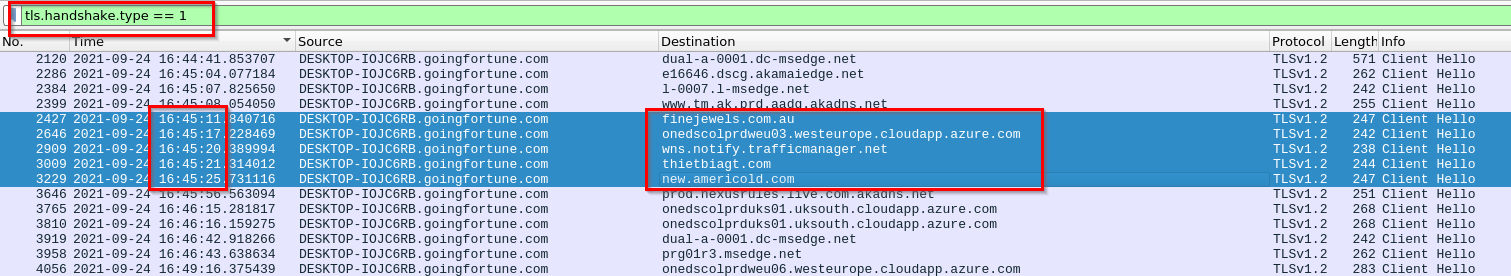 tls.handshake.type == 1
No. Time Source Destination Protocol Length Info
2120 2021-09-24 16:44:41.853707 DESKTOP-IOJC6RB.goingfortune.com dual-a-0001.dc-msedge.net TLSv1.2 571 Client Hello
2286 2021-09-24 16:45:04.077184 DESKTOP-IOJC6RB.goingfortune.com e16646.dscg.akamaiedge.net TLSv1.2 262 Client Hello
2384 2021-09-24 16:45:07.825650 DESKTOP-IOJC6RB.goingfortune.com l-0007.l-msedge.net TLSv1.2 242 Client Hello
2399 2021-09-24 16:45:08.054050 DESKTOP-IOJC6RB.goingfortune.com www.tm.ak.prd.aadg.akadns.net TLSv1.2 255 Client Hello
2427 2021-09-24 16:45:11.840716 DESKTOP-IOJC6RB.goingfortune.com finejewels.com.au TLSv1.2 247 Client Hello
2646 2021-09-24 16:45:17.228469 DESKTOP-IOJC6RB.goingfortune.com onedscolprdweu03.westeurope.cloudapp.azure.com TLSv1.2 242 Client Hello
2909 2021-09-24 16:45:20.389994 DESKTOP-IOJC6RB.goingfortune.com wns.notify.trafficmanager.net TLSv1.2 238 Client Hello
3009 2021-09-24 16:45:21.314012 DESKTOP-IOJC6RB.goingfortune.com thietbiagt.com TLSv1.2 244 Client Hello
3229 2021-09-24 16:45:25.731116 DESKTOP-IOJC6RB.goingfortune.com new.americold.com TLSv1.2 247 Client Hello
3646 2021-09-24 16:45:56.563094 DESKTOP-IOJC6RB.goingfortune.com prod.nexusrules.live.com.akadns.net TLSv1.2 251 Client Hello
3765 2021-09-24 16:46:15.281817 DESKTOP-IOJC6RB.goingfortune.com onedscolprduks01.uksouth.cloudapp.azure.com TLSv1.2 268 Client Hello
3810 2021-09-24 16:46:16.159275 DESKTOP-IOJC6RB.goingfortune.com onedscolprduks01.uksouth.cloudapp.azure.com TLSv1.2 268 Client Hello
3919 2021-09-24 16:46:42.918266 DESKTOP-IOJC6RB.goingfortune.com dual-a-0001.dc-msedge.net TLSv1.2 242 Client Hello
3958 2021-09-24 16:46:43.638634 DESKTOP-IOJC6RB.goingfortune.com prg01r3.msedge.net TLSv1.2 262 Client Hello
4056 2021-09-24 16:49:16.375439 DESKTOP-IOJC6RB.goingfortune.com onedscolprdweu06.westeurope.cloudapp.azure.com TLSv1.2 283 Client Hello